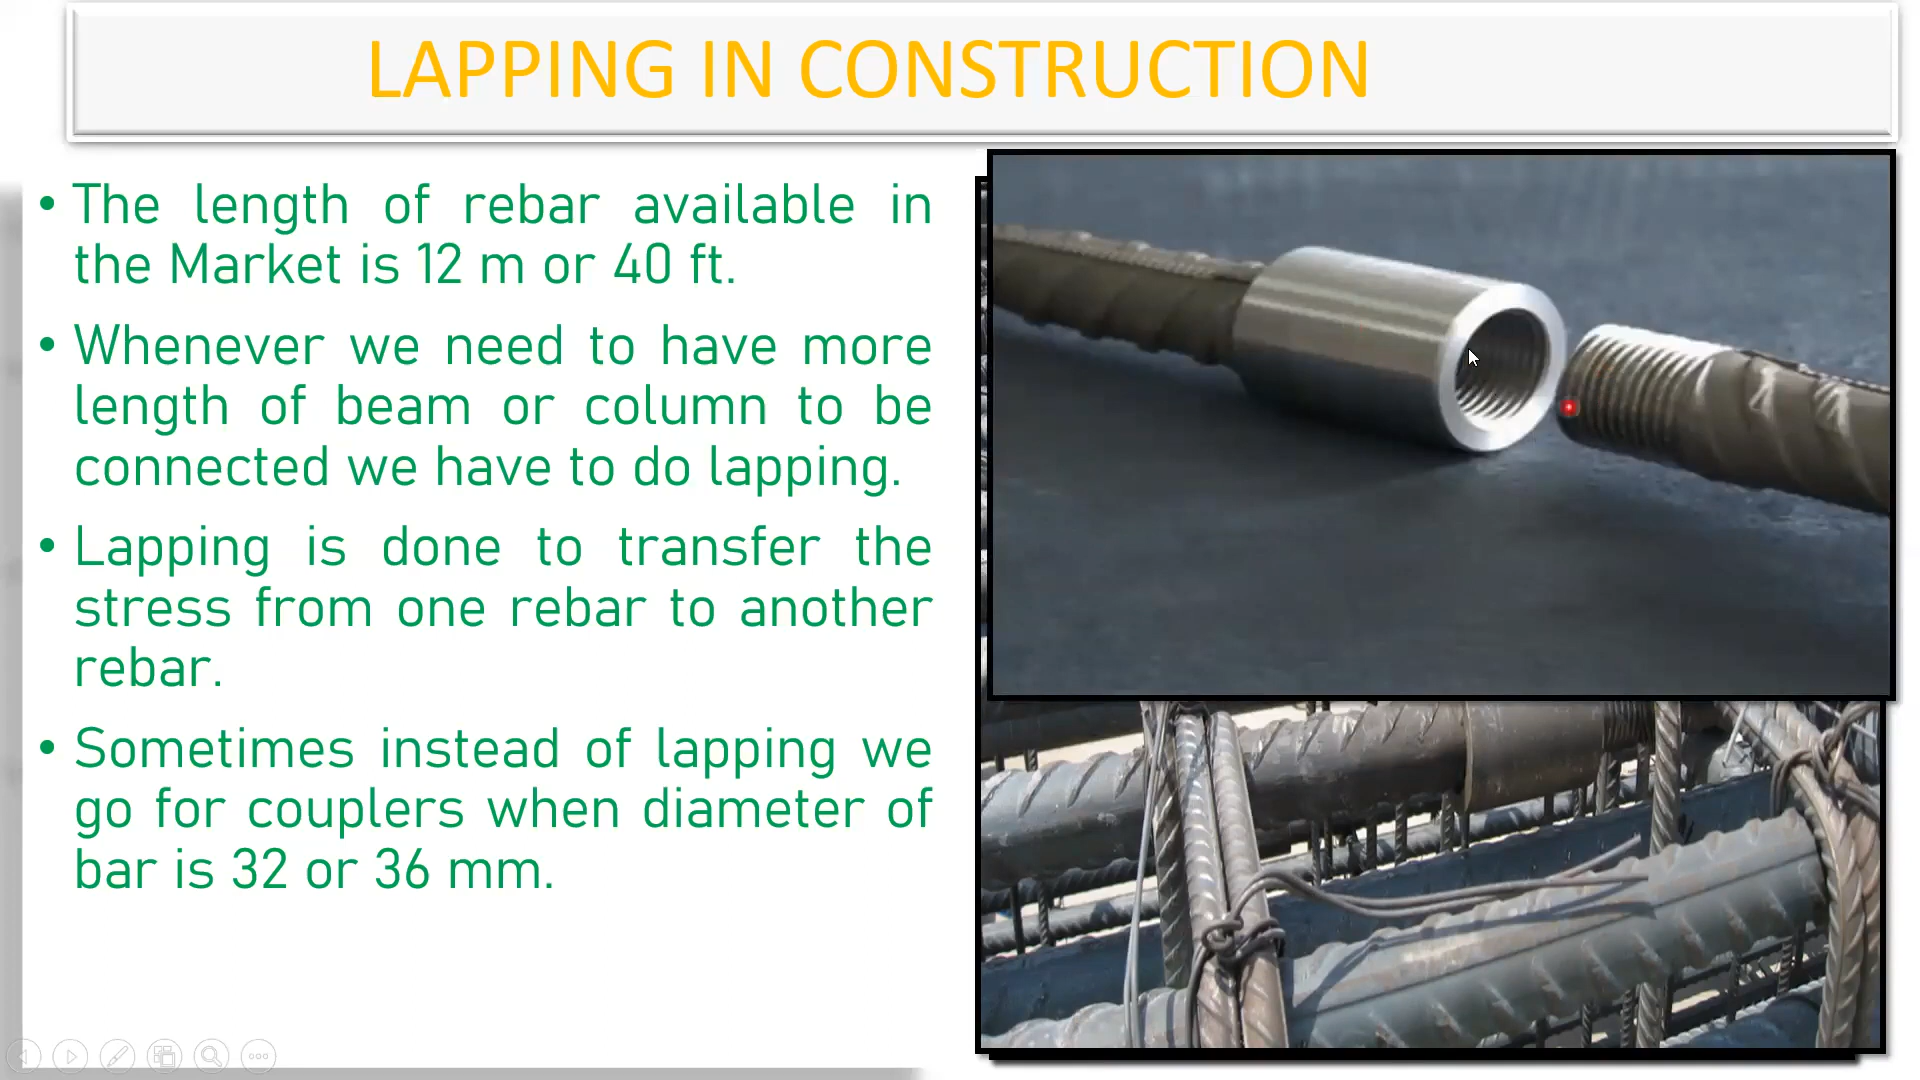 LAPPING IN CONSTRUCTION
• The length of rebar available in
the Market is 12 m or 40 ft.
• Whenever we need to have more
length of beam or column to be
connected we have to do lapping.
• Lapping is done to transfer the
stress from one rebar to another
rebar.
• Sometimes instead of lapping we
go for couplers when diameter of
bar is 32 or 36 mm.